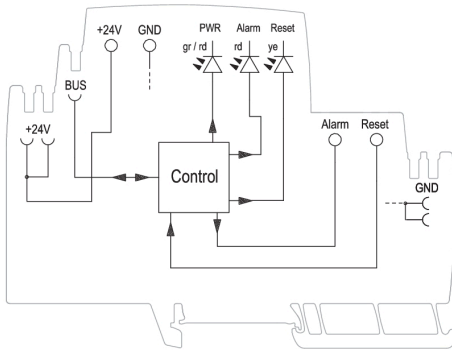 PWR Alarm Reset
+24V GND
gr / rd rd ye
BUS
+24V
Alarm Reset
Control
GND